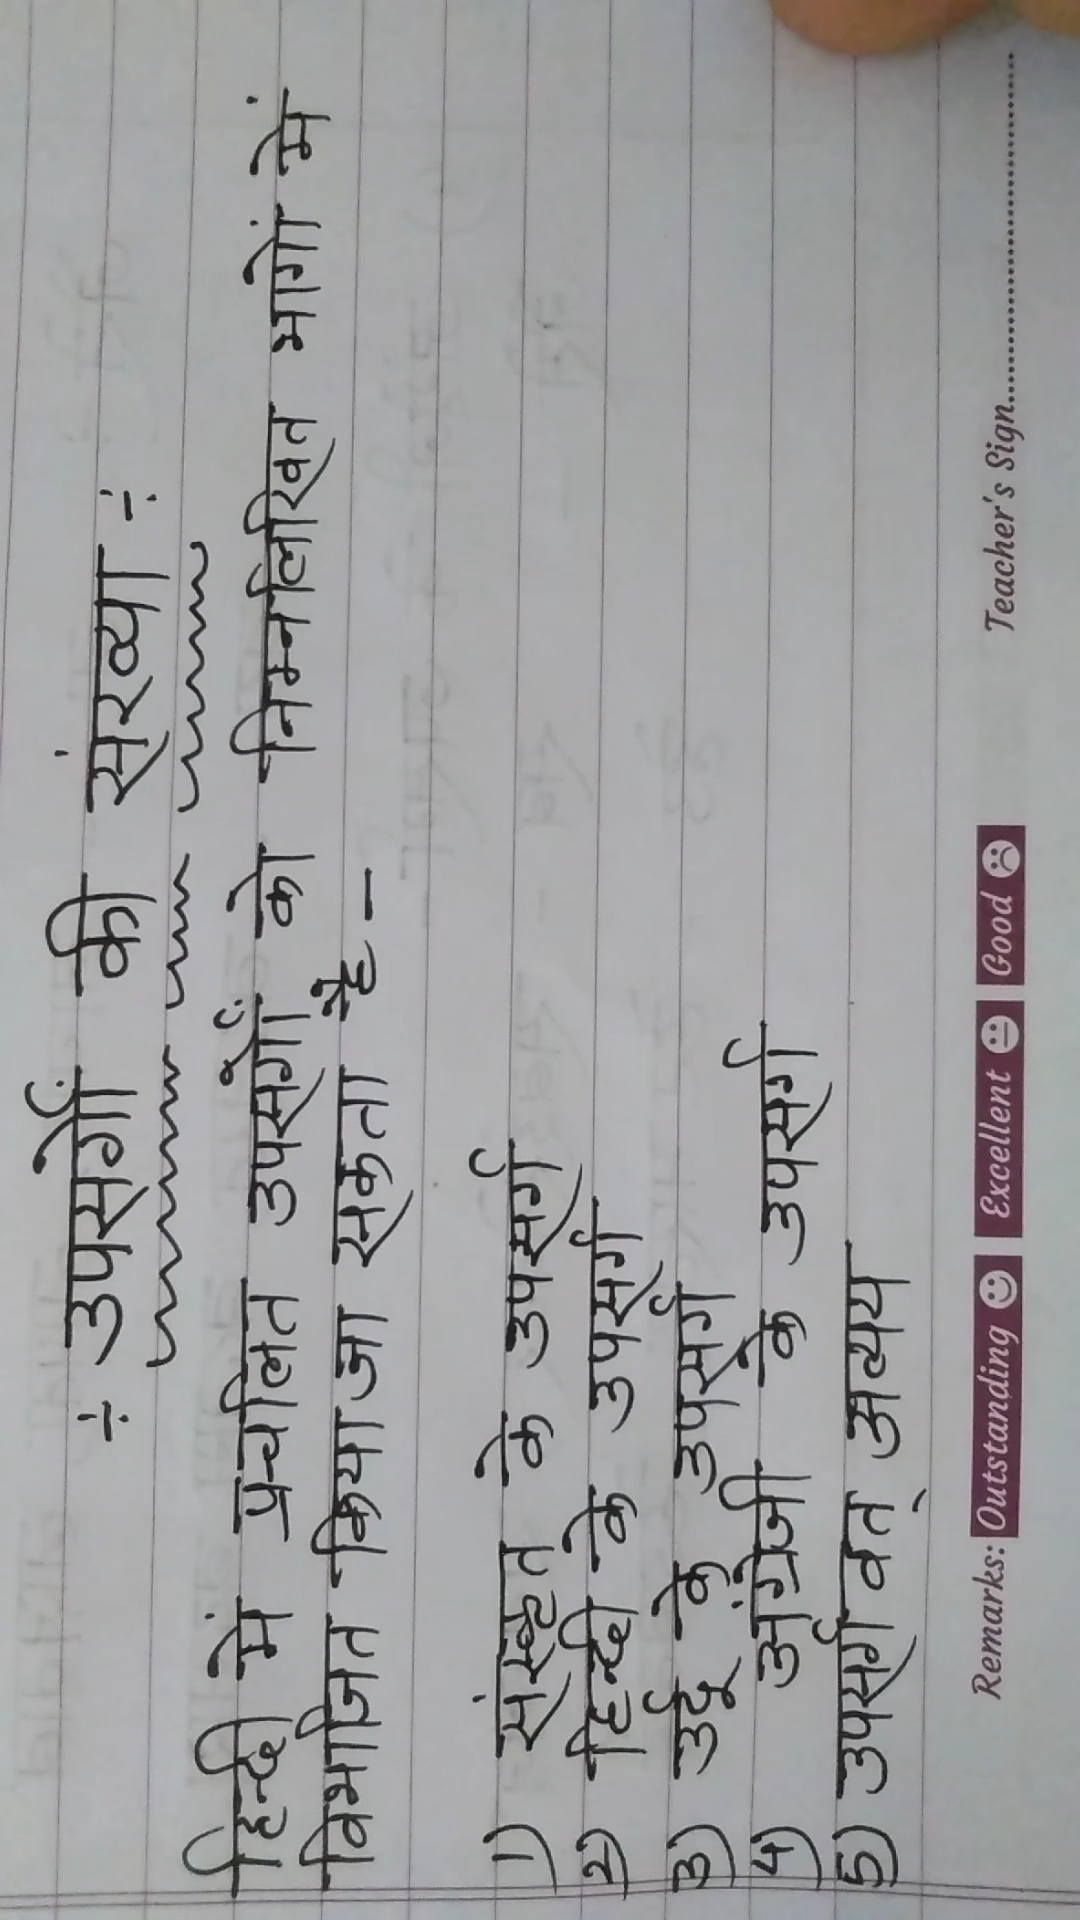 ÷ उपसर्गों की संख्या ÷
हिन्दी में प्रचलित उपसर्गों को निम्नलिखित भागों में
विभाजित किया जा सकता है -
1) संस्कृत के उपसर्ग
2) हिन्दी के उपसर्ग
3) उर्दू के उपसर्ग
4) अंग्रेजी के उपसर्ग
5) उपसर्ग वत् अव्यय
Remarks: Outstanding Excellent Good Teacher's Sign..............................